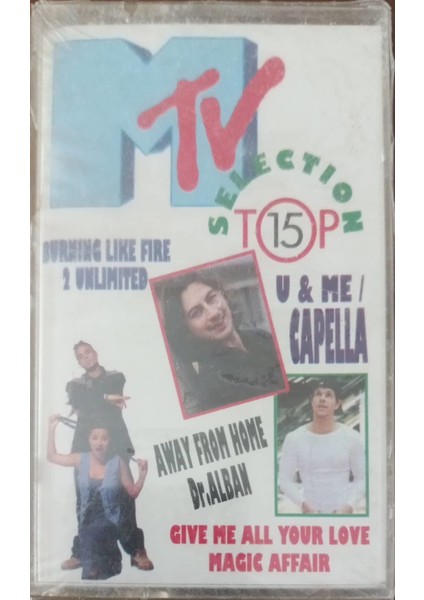 MTV
SELECTION
TOP 15
BURNING LIKE FIRE
2 UNLIMITED
U & ME /
CAPELLA
AWAY FROM HOME
Dr.ALBAN
GIVE ME ALL YOUR LOVE
MAGIC AFFAIR